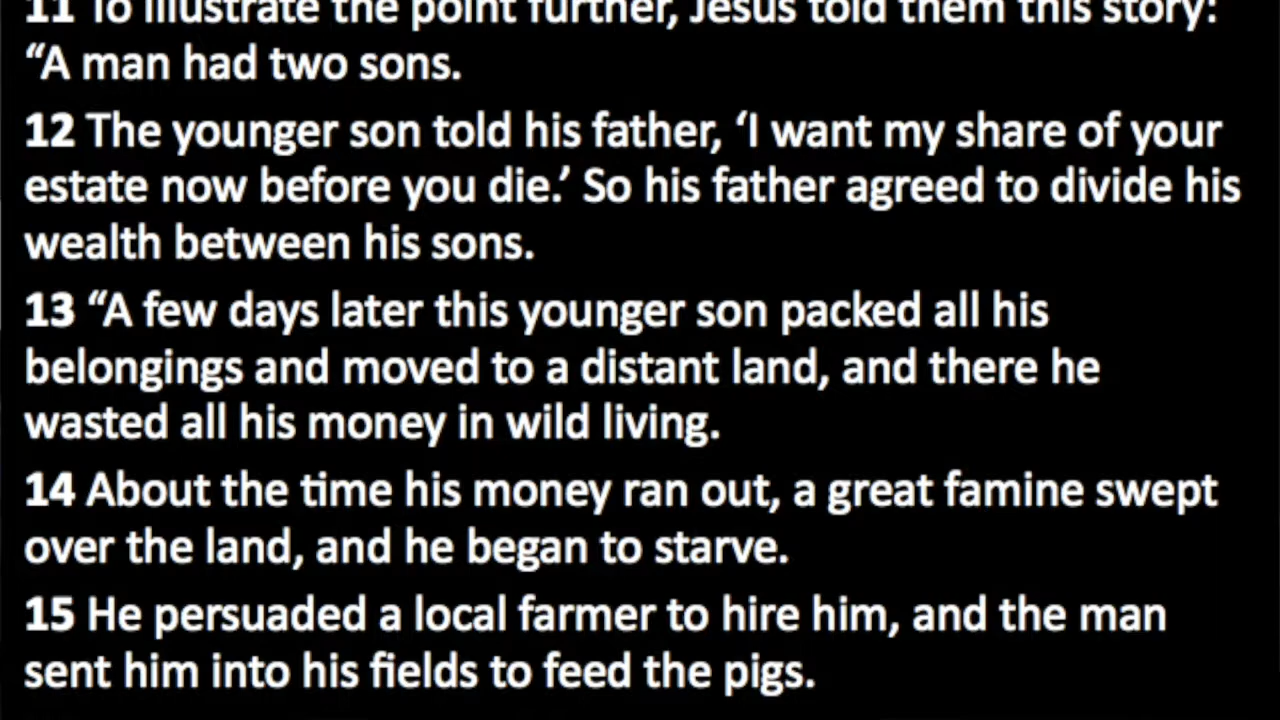 11 To illustrate the point further, Jesus told them this story:
“A man had two sons.
12 The younger son told his father, ‘I want my share of your
estate now before you die.’ So his father agreed to divide his
wealth between his sons.
13 “A few days later this younger son packed all his
belongings and moved to a distant land, and there he
wasted all his money in wild living.
14 About the time his money ran out, a great famine swept
over the land, and he began to starve.
15 He persuaded a local farmer to hire him, and the man
sent him into his fields to feed the pigs.